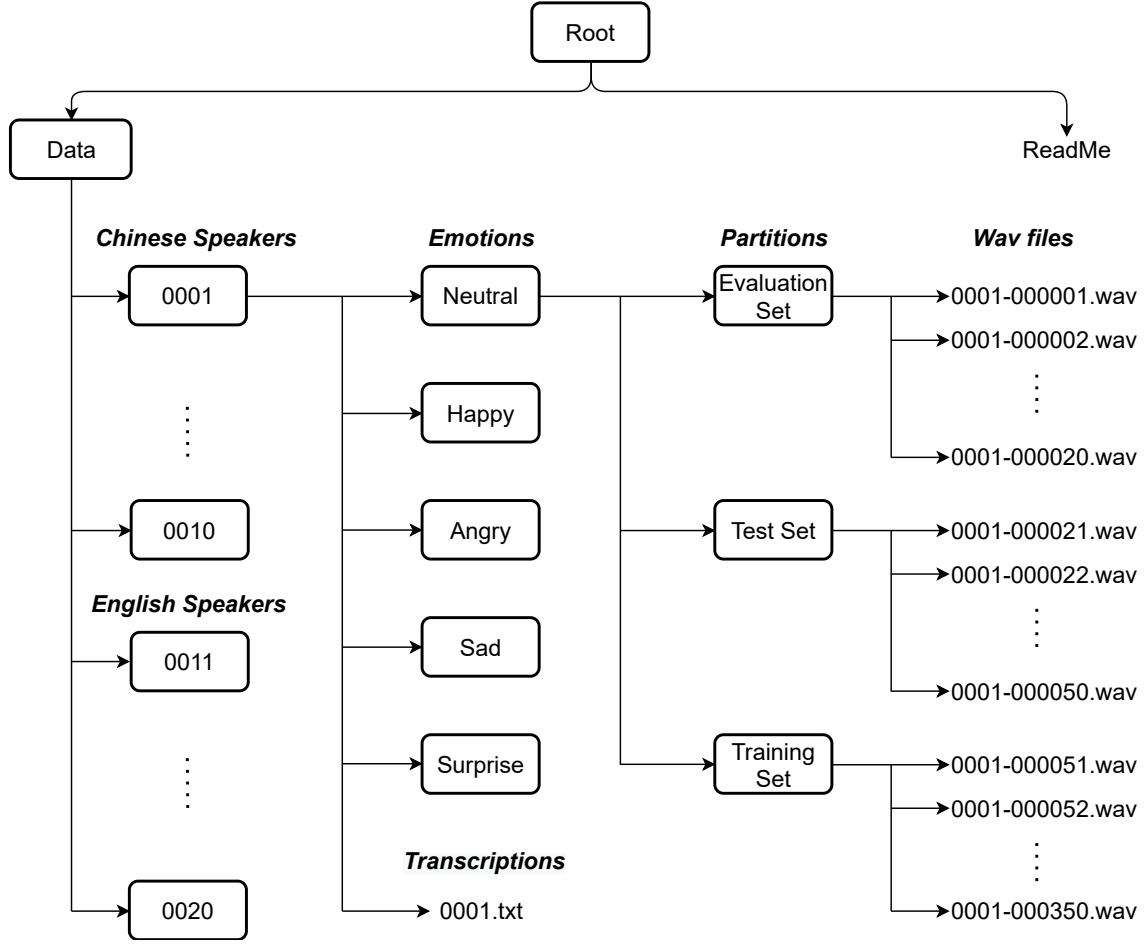 Root
Data
ReadMe
Chinese Speakers
Emotions
Partitions
Wav files
0001
Neutral
Evaluation
Set
0001-000001.wav
0001-000002.wav
Happy
0001-000020.wav
0010
Angry
Test Set
0001-000021.wav
0001-000022.wav
English Speakers
0011
Sad
0001-000050.wav
Surprise
Training
Set
0001-000051.wav
0001-000052.wav
Transcriptions
0020
0001.txt
0001-000350.wav